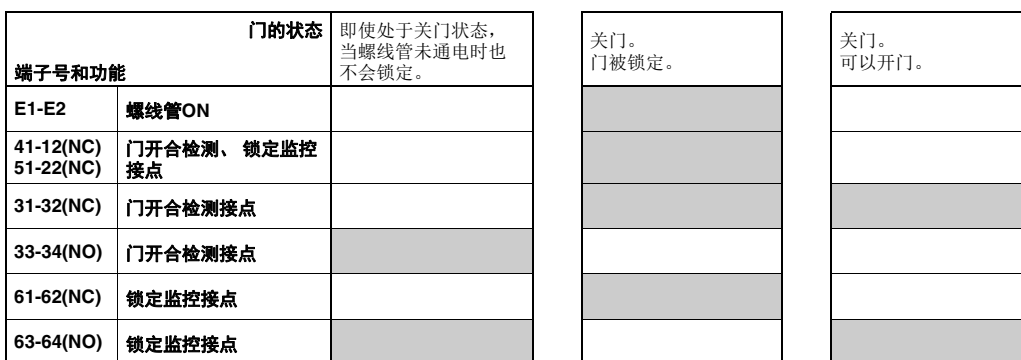 门的状态
端子号和功能
即使处于关门状态，
当螺线管未通电时也
不会锁定。
关门。
门被锁定。
关门。
可以开门。
E1-E2 螺线管ON
41-12(NC) 门开合检测、 锁定监控
51-22(NC) 接点
31-32(NC) 门开合检测接点
33-34(NO) 门开合检测接点
61-62(NC) 锁定监控接点
63-64(NO) 锁定监控接点